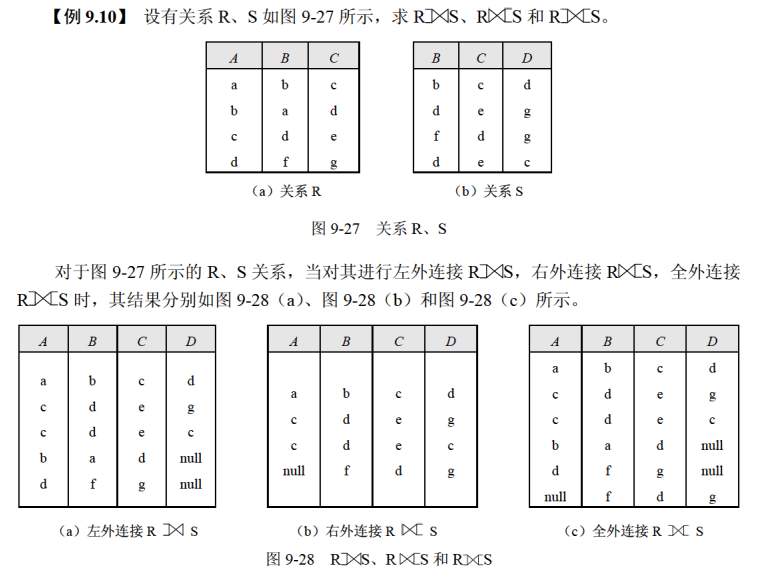 【例 9.10】 设有关系 R、S 如图 9-27 所示，求 R⟕S、R⟖S 和 R⟗S。
A B C
a b c
b a d
c d e
d f g
（a）关系 R
B C D
b c d
d e g
f d g
d e c
（b）关系 S
图 9-27 关系 R、S
对于图 9-27 所示的 R、S 关系，当对其进行左外连接 R⟕S，右外连接 R⟖S，全外连接
R⟗S 时，其结果分别如图 9-28（a）、图 9-28（b）和图 9-28（c）所示。
A B C D
a b c d
c d e g
c d e c
b a d null
d f g null
（a）左外连接 R ⟕ S
A B C D
a b c d
c d e g
c d e c
null f d g
（b）右外连接 R ⟖ S
A B C D
a b c d
c d e g
c d e c
b a d null
d f g null
null f d g
（c）全外连接 R ⟗ S
图 9-28 R⟕S、R⟖S 和 R⟗S